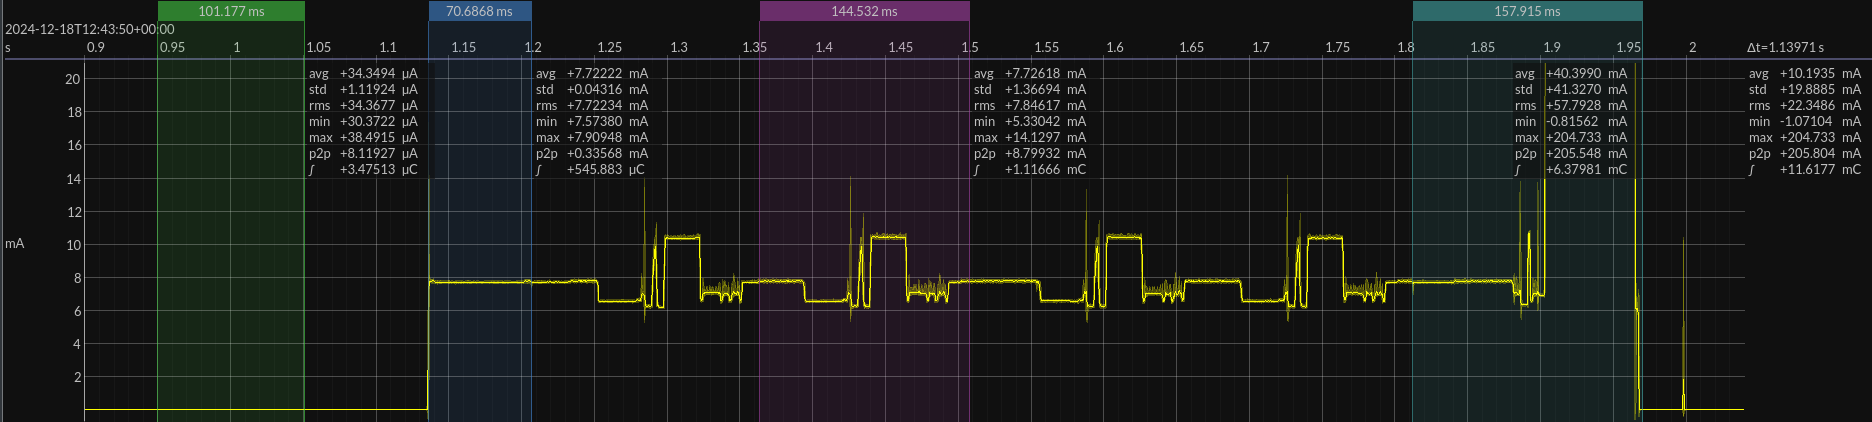 101.177 ms 70.6868 ms 144.532 ms 157.915 ms
2024-12-18T12:43:50+00:00
s 0.9 0.95 1 1.05 1.1 1.15 1.2 1.25 1.3 1.35 1.4 1.45 1.5 1.55 1.6 1.65 1.7 1.75 1.8 1.85 1.9 1.95 2 Δt=1.13971 s
avg +34.3494 µA avg +7.72222 mA avg +7.72618 mA avg +40.3990 mA avg +10.1935 mA
20
std +1.11924 µA std +0.04316 mA std +1.36694 mA std +41.3270 mA std +19.8885 mA
rms +34.3677 µA rms +7.72234 mA rms +7.84617 mA rms +57.7928 mA rms +22.3486 mA
18
min +30.3722 µA min +7.57380 mA min +5.33042 mA min -0.81562 mA min -1.07104 mA
max +38.4915 µA max +7.90948 mA max +14.1297 mA max +204.733 mA max +204.733 mA
16
p2p +8.11927 µA p2p +0.33568 mA p2p +8.79932 mA p2p +205.548 mA p2p +205.804 mA
∫ +3.47513 µC ∫ +545.883 µC ∫ +1.11666 mC ∫ +6.37981 mC ∫ +11.6177 mC
14
12
mA
10
8
6
4
2